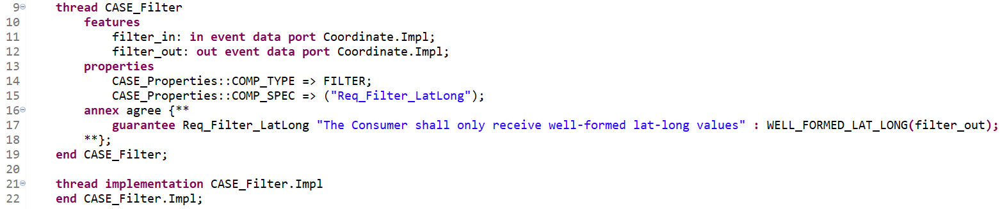 9 thread CASE_Filter
10 features
11 filter_in: in event data port Coordinate.Impl;
12 filter_out: out event data port Coordinate.Impl;
13 properties
14 CASE_Properties::COMP_TYPE => FILTER;
15 CASE_Properties::COMP_SPEC => ("Req_Filter_LatLong");
16 annex agree {**
17 guarantee Req_Filter_LatLong "The Consumer shall only receive well-formed lat-long values" : WELL_FORMED_LAT_LONG(filter_out);
18 **};
19 end CASE_Filter;
20
21 thread implementation CASE_Filter.Impl
22 end CASE_Filter.Impl;